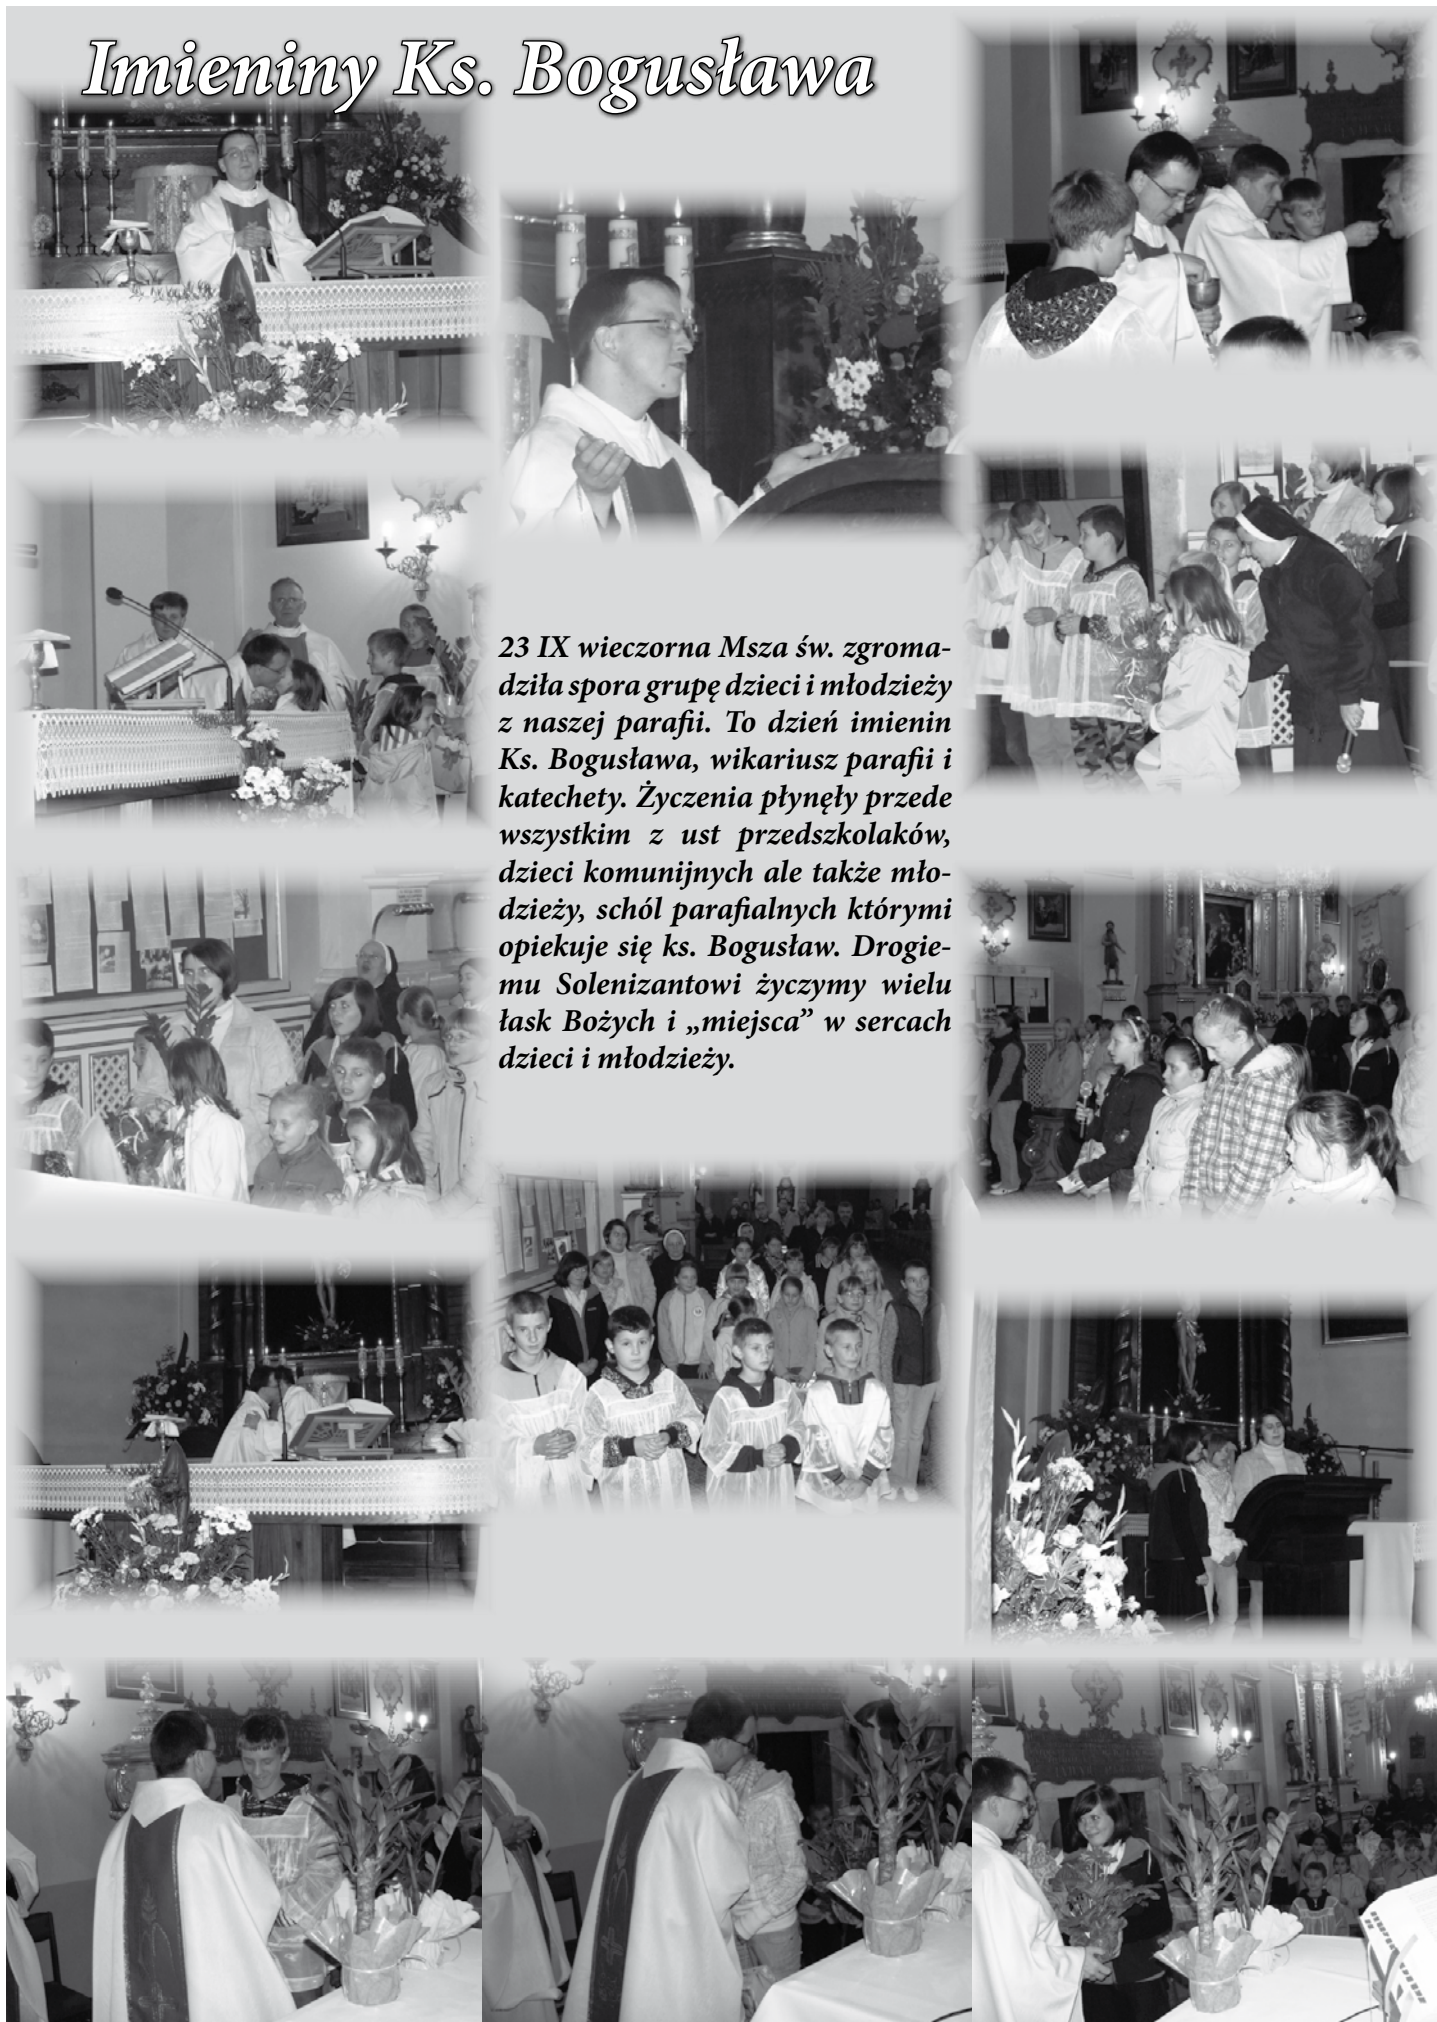 Imieniny Ks. Bogusława
23 IX wieczorna Msza św. zgroma-
dziła spora grupę dzieci i młodzieży
z naszej parafii. To dzień imienin
Ks. Bogusława, wikariusz parafii i
katechety. Życzenia płynęły przede
wszystkim z ust przedszkolaków,
dzieci komunijnych ale także mło-
dzieży, schól parafialnych którymi
opiekuje się ks. Bogusław. Drogie-
mu Solenizantowi życzymy wielu
łask Bożych i „miejsca” w sercach
dzieci i młodzieży.